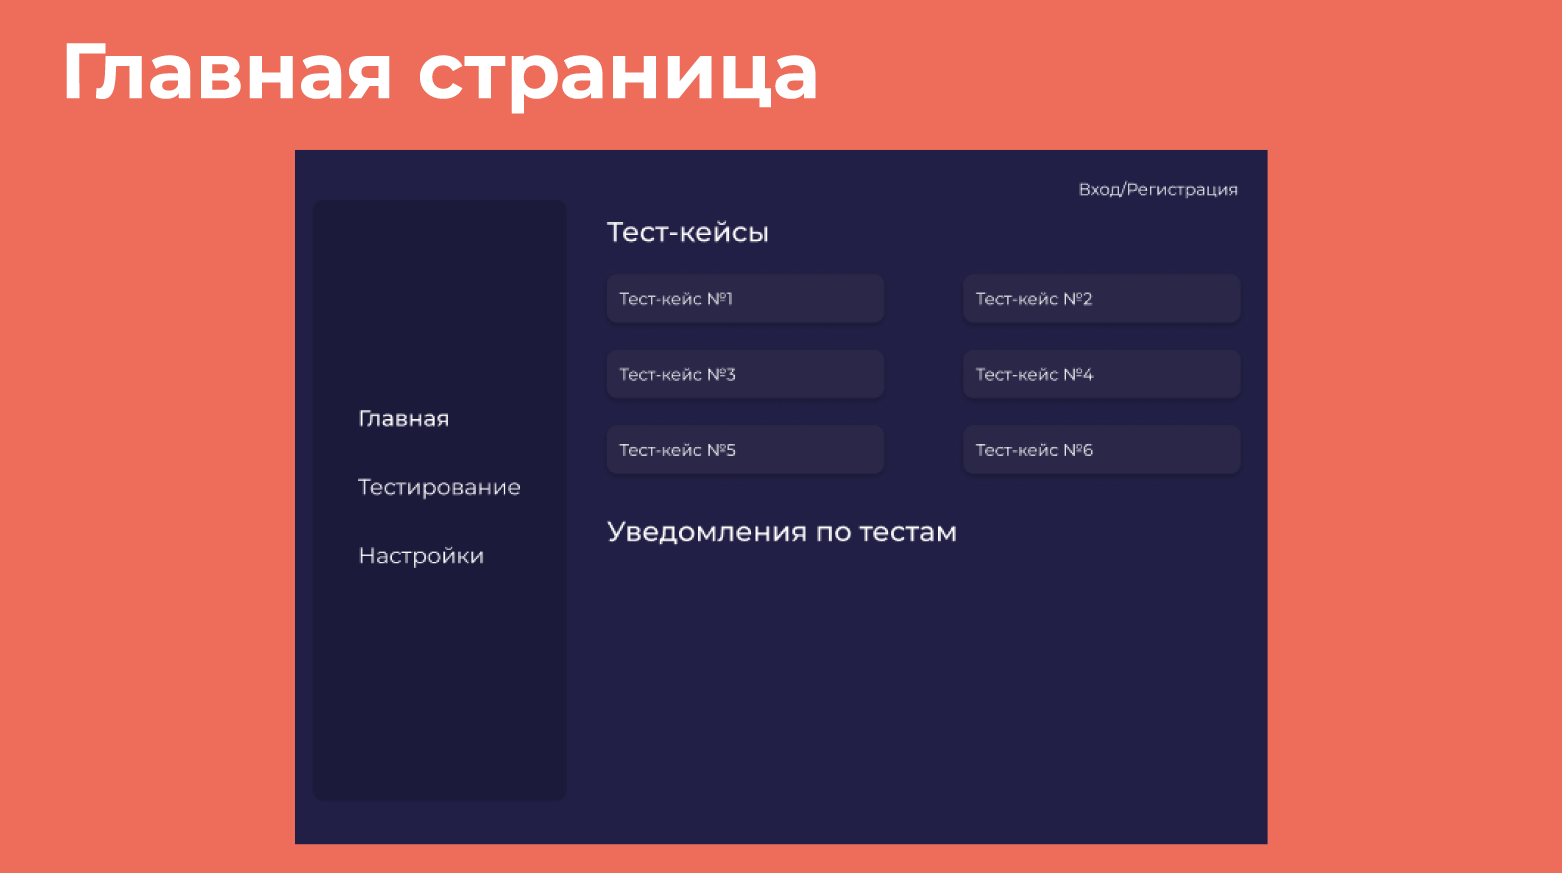 Главная страница
Вход/Регистрация
Главная
Тестирование
Настройки
Тест-кейсы
Тест-кейс №1
Тест-кейс №2
Тест-кейс №3
Тест-кейс №4
Тест-кейс №5
Тест-кейс №6
Уведомления по тестам